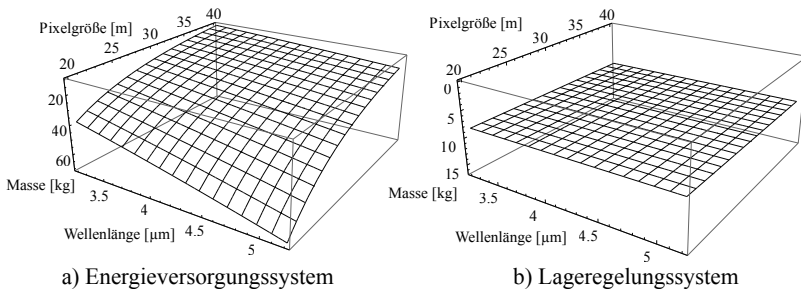 40
Pixelgröße [m] 35
30
25
20
20
40
60
Masse [kg]
3.5
4
Wellenlänge [µm] 4.5
5
a) Energieversorgungssystem
40
Pixelgröße [m] 35
30
25
20
0
5
10
15
Masse [kg]
3.5
4
Wellenlänge [µm] 4.5
5
b) Lageregelungssystem